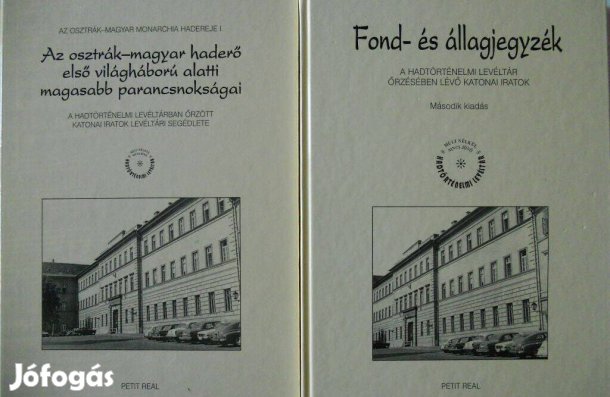 AZ OSZTRÁK–MAGYAR MONARCHIA HADEREJE I.
Az osztrák–magyar haderő
első világháború alatti
magasabb parancsnokságai
A HADTÖRTÉNELMI LEVÉLTÁRBAN ŐRZÖTT
KATONAI IRATOK LEVÉLTÁRI SEGÉDLETE
HADTÖRTÉNELMI LEVÉLTÁR
PETIT REAL
Fond- és állagjegyzék
A HADTÖRTÉNELMI LEVÉLTÁR
ŐRZÉSÉBEN LÉVŐ KATONAI IRATOK
Második kiadás
HADTÖRTÉNELMI LEVÉLTÁR
PETIT REAL
Jófogás